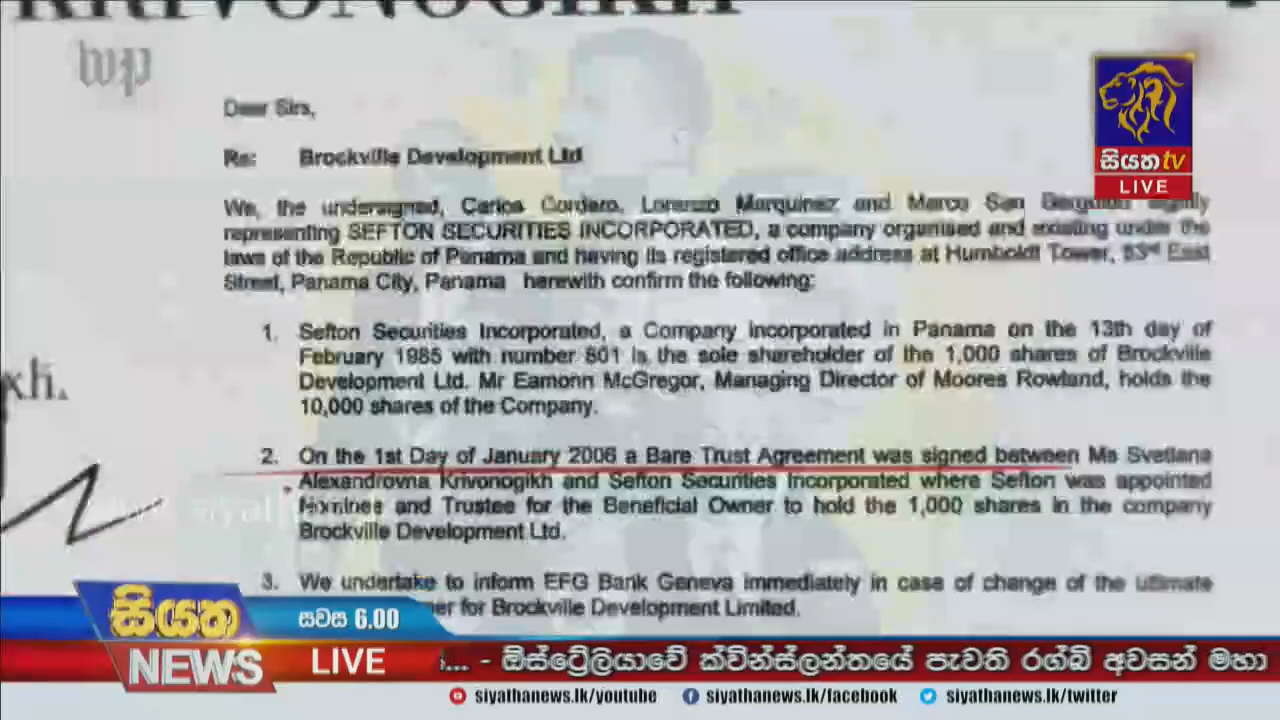 KRIVONOGIKH
wp
සියත tv
LIVE
Dear Sirs,
Re: Brockville Development Ltd
We, the undersigned, Carlos Cordero, Lorenzo Marquinez and Marco San
representing SEFTON SECURITIES INCORPORATED, a company organised and existing under the
laws of the Republic of Panama and having its registered office address at Humboldt Tower, 53rd East
Street, Panama City, Panama herewith confirm the following:
1. Sefton Securities Incorporated, a Company incorporated in Panama on the 13th day of
February 1985 with number 801 is the sole shareholder of the 1,000 shares of Brockville
Development Ltd. Mr Eamonn McGregor, Managing Director of Moores Rowland, holds the
10,000 shares of the Company.
xh.
2. On the 1st Day of January 2006 a Bare Trust Agreement was signed between Ms Svetlana
Alexandrovna Krivonogikh and Sefton Securities Incorporated where Sefton was appointed
Nominee and Trustee for the Beneficial Owner to hold the 1,000 shares in the company
Brockville Development Ltd.
3. We undertake to inform EFG Bank Geneva immediately in case of change of the ultimate
er for Brockville Development Limited.
සියත
NEWS
සවස 6.00
LIVE
... - ඕස්ට්‍රේලියාවේ ක්වින්ස්ලන්තයේ පැවති රග්බි අවසන් මහා
siyathanews.lk/youtube
siyathanews.lk/facebook
siyathanews.lk/twitter